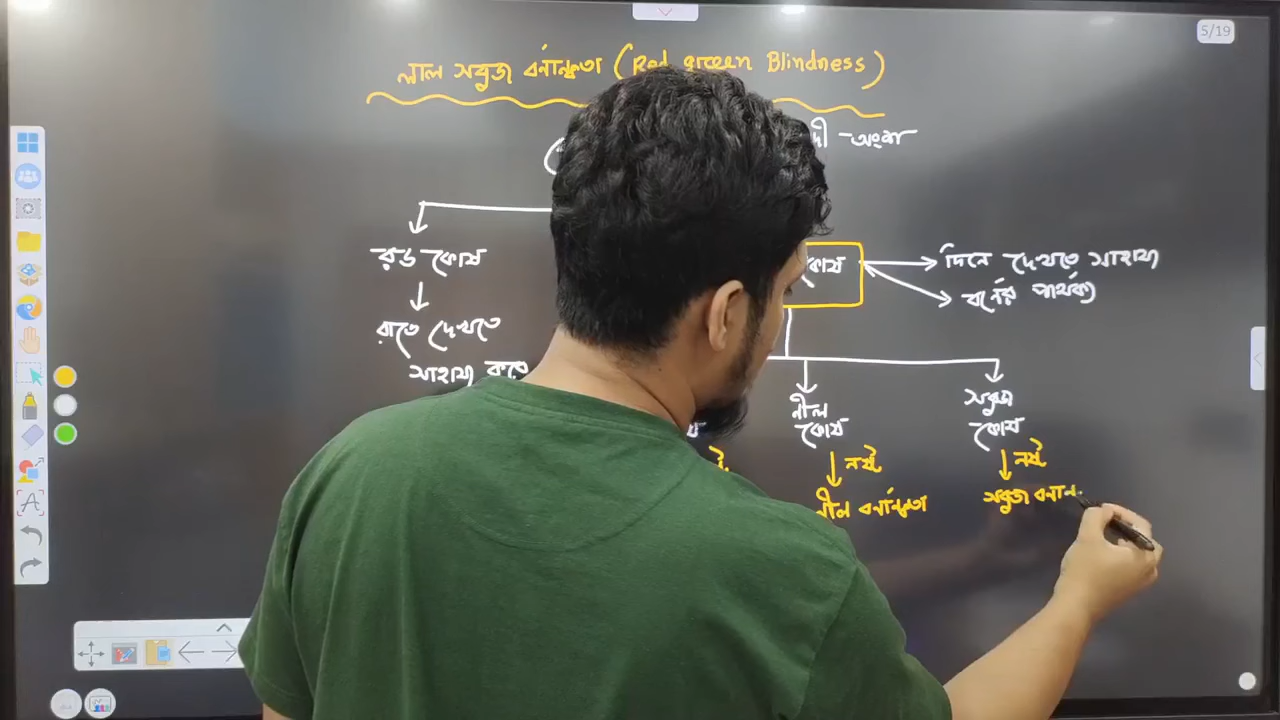 5/19
লাল সবুজ বর্নান্ধতা (Red green Blindness)
দী -অংশ
রড কোষ
কোষ
দিনে দেখতে সাহায্য
বর্নের পার্থক্য
রাতে দেখতে
সাহায্য করে
নীল
কোষ
সবুজ
কোষ
নষ্ট
নষ্ট
নীল বর্নান্ধতা
সবুজ বর্নান